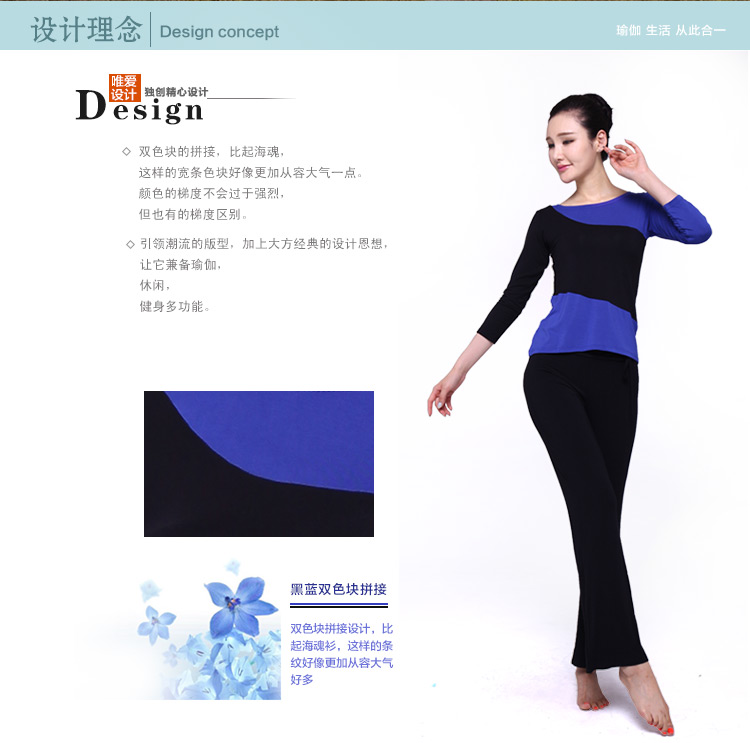 设计理念 Design concept
瑜伽 生活 从此合一
唯爱
设计 独创精心设计
Design
◇ 双色块的拼接，比起海魂，
这样的宽条色块好像更加从容大气一点。
颜色的梯度不会过于强烈，
但也有的梯度区别。
◇ 引领潮流的版型，加上大方经典的设计恩想，
让它兼备瑜伽，
休闲，
健身多功能。
黑蓝双色块拼接
双色块拼接设计，比
起海魂衫，这样的条
纹好像更加从容大气
好多